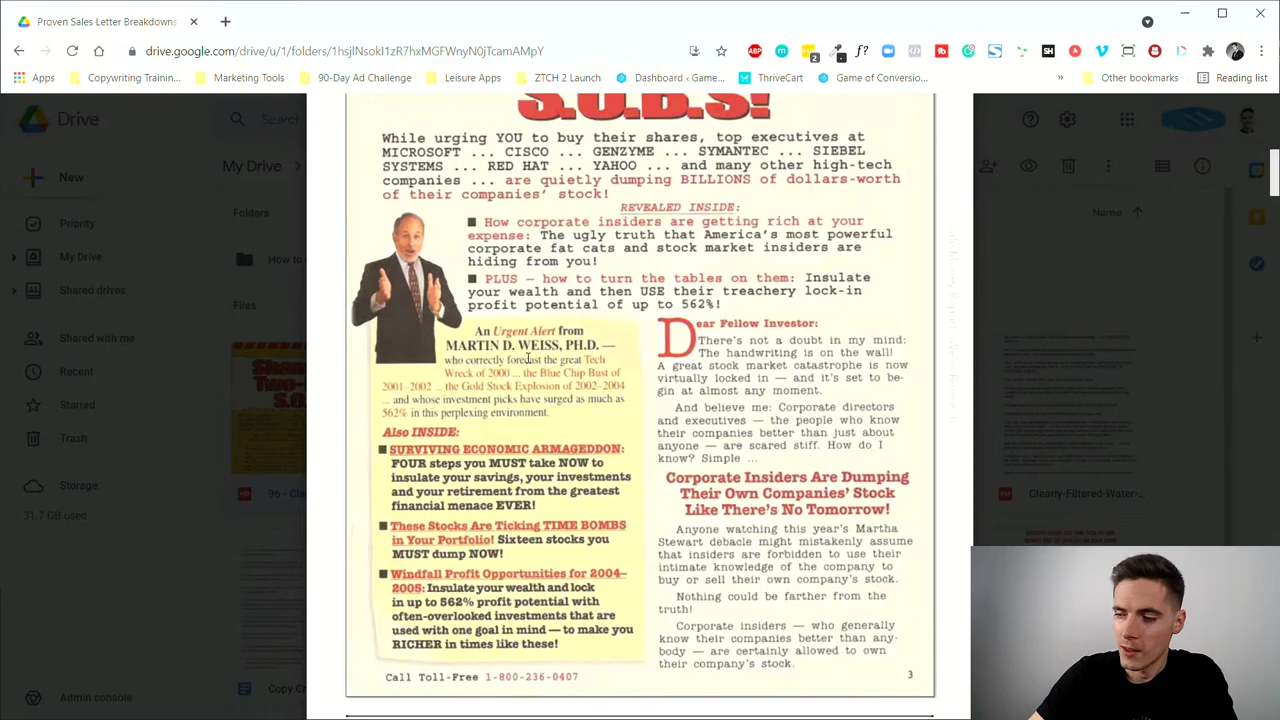 Proven Sales Letter Breakdowns
drive.google.com/drive/u/1/folders/1hsjlNsokI1zR7hxMGFWnyN0jTcamAMpY
Apps
Copywriting Trainin...
Marketing Tools
90-Day Ad Challenge
Leisure Apps
ZTCH 2 Launch
Dashboard ‹ Game...
ThriveCart
Game of Conversio...
»
Other bookmarks
Reading list
Drive
Search
New
My Drive
Priority
My Drive
Shared drives
Shared with me
Recent
Starred
Trash
Storage
31.7 GB used
Admin console
Folders
How to
Files
96 - Cla
Copy Ch
Name
Clearly-Filtered-Water-...
S.O.B.S!
While urging YOU to buy their shares, top executives at
MICROSOFT ... CISCO ... GENZYME ... SYMANTEC ... SIEBEL
SYSTEMS ... RED HAT ... YAHOO ... and many other high-tech
companies ... are quietly dumping BILLIONS of dollars-worth
of their companies' stock!
REVEALED INSIDE:
■ How corporate insiders are getting rich at your
expense: The ugly truth that America's most powerful
corporate fat cats and stock market insiders are
hiding from you!
■ PLUS — how to turn the tables on them: Insulate
your wealth and then USE their treachery lock-in
profit potential of up to 562%!
An Urgent Alert from
MARTIN D. WEISS, PH.D. —
who correctly forecast the great Tech
Wreck of 2000 ... the Blue Chip Bust of
2001-2002 ... the Gold Stock Explosion of 2002-2004
... and whose investment picks have surged as much as
562% in this perplexing environment.
Also INSIDE:
■ SURVIVING ECONOMIC ARMAGEDDON:
FOUR steps you MUST take NOW to
insulate your savings, your investments
and your retirement from the greatest
financial menace EVER!
■ These Stocks Are Ticking TIME BOMBS
in Your Portfolio! Sixteen stocks you
MUST dump NOW!
■ Windfall Profit Opportunities for 2004–
2005: Insulate your wealth and lock
in up to 562% profit potential with
often-overlooked investments that are
used with one goal in mind — to make you
RICHER in times like these!
Call Toll-Free 1-800-236-0407
Dear Fellow Investor:
There's not a doubt in my mind:
The handwriting is on the wall!
A great stock market catastrophe is now
virtually locked in — and it's set to be-
gin at almost any moment.
And believe me: Corporate directors
and executives — the people who know
their companies better than just about
anyone — are scared stiff. How do I
know? Simple ...
Corporate Insiders Are Dumping
Their Own Companies' Stock
Like There's No Tomorrow!
Anyone watching this year's Martha
Stewart debacle might mistakenly assume
that insiders are forbidden to use their
intimate knowledge of the company to
buy or sell their own company's stock.
Nothing could be farther from the
truth!
Corporate insiders — who generally
know their companies better than any-
body — are certainly allowed to own
their company's stock.
3